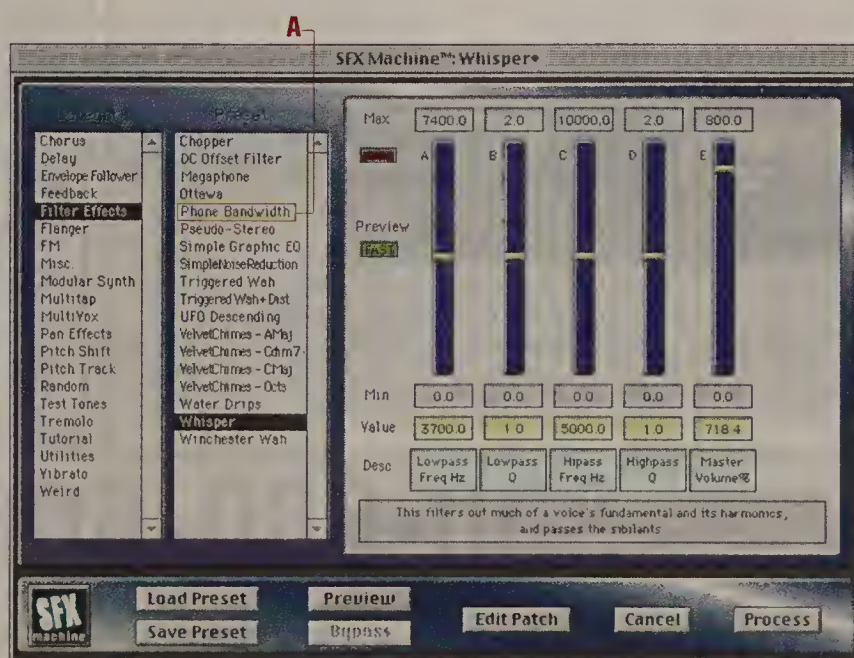 A
SFX Machine™: Whisper♦
Category
Preset
Chorus
Delay
Envelope Follower
Feedback
Filter Effects
Flanger
FM
Misc.
Modular Synth
Multitap
MultiVox
Pan Effects
Pitch Shift
Pitch Track
Random
Test Tones
Tremolo
Tutorial
Utilities
Vibrato
Weird
Chopper
DC Offset Filter
Megaphone
Ottawa
Phone Bandwidth
Pseudo-Stereo
Simple Graphic EQ
SimpleNoiseReduction
Triggered Wah
Triggered Wah+Dist
UFO Descending
VelvetChimes - AMaj
VelvetChimes - Cdim7
VelvetChimes - CMaj
VelvetChimes - Octs
Water Drips
Whisper
Winchester Wah
Max 7400.0 2.0 10000.0 2.0 800.0
A B C D E
Preview
FAST
Min 0.0 0.0 0.0 0.0 0.0
Value 3700.0 1.0 5000.0 1.0 718.4
Desc Lowpass Freq Hz Lowpass Q Hipass Freq Hz Highpass Q Master Volume%
This filters out much of a voice's fundamental and its harmonics,
and passes the sibilants
SFX machine
Load Preset
Preview
Edit Patch
Cancel
Process
Save Preset
Bypass